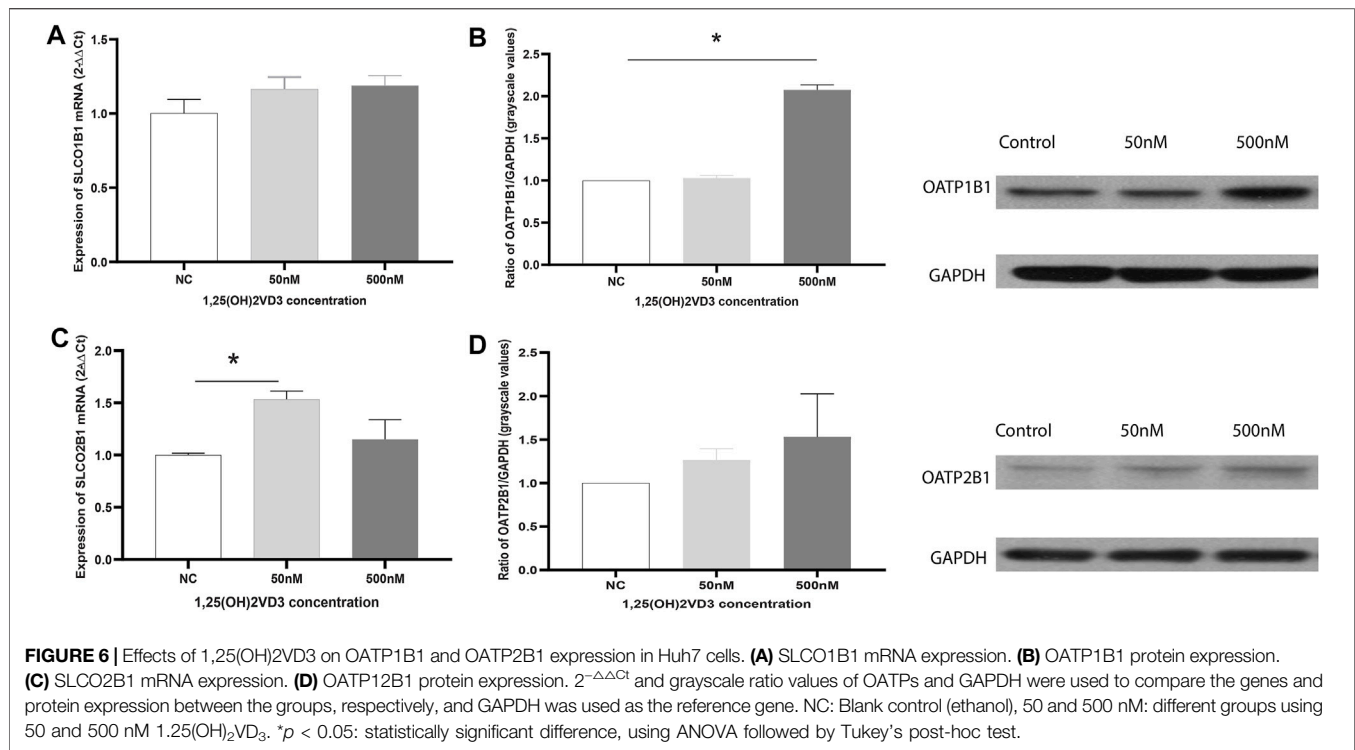 A
Expression of SLCO1B1 mRNA (2-ΔΔCt)
1.5
1.0
0.5
0.0
NC 50nM 500nM
1,25(OH)2VD3 concentration
B
Ratio of OATP1B1/GAPDH (grayscale values)
2.5
2.0
1.5
1.0
0.5
0.0
*
NC 50nM 500nM
1,25(OH)2VD3 concentration
Control 50nM 500nM
OATP1B1
GAPDH
C
Expression of SLCO2B1 mRNA (2ΔΔCt)
2.0
1.5
1.0
0.5
0.0
*
NC 50nM 500nM
1,25(OH)2VD3 concentration
D
Ratio of OATP2B1/GAPDH (grayscale values)
2.5
2.0
1.5
1.0
0.5
0.0
NC 50nM 500nM
1,25(OH)2VD3 concentration
Control 50nM 500nM
OATP2B1
GAPDH
FIGURE 6 | Effects of 1,25(OH)2VD3 on OATP1B1 and OATP2B1 expression in Huh7 cells. (A) SLCO1B1 mRNA expression. (B) OATP1B1 protein expression.
(C) SLCO2B1 mRNA expression. (D) OATP12B1 protein expression. 2−ΔΔCt and grayscale ratio values of OATPs and GAPDH were used to compare the genes and
protein expression between the groups, respectively, and GAPDH was used as the reference gene. NC: Blank control (ethanol), 50 and 500 nM: different groups using
50 and 500 nM 1.25(OH)2VD3. *p < 0.05: statistically significant difference, using ANOVA followed by Tukey's post-hoc test.